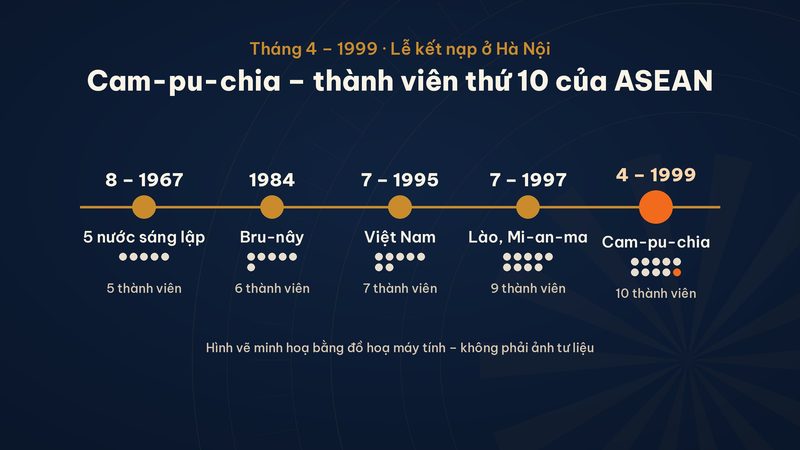 Tháng 4 – 1999 · Lễ kết nạp ở Hà Nội
Cam-pu-chia – thành viên thứ 10 của ASEAN
8 – 1967
1984
7 – 1995
7 – 1997
4 – 1999
5 nước sáng lập
Bru-nây
Việt Nam
Lào, Mi-an-ma
Cam-pu-chia
5 thành viên
6 thành viên
7 thành viên
9 thành viên
10 thành viên
Hình vẽ minh hoạ bằng đồ hoạ máy tính – không phải ảnh tư liệu